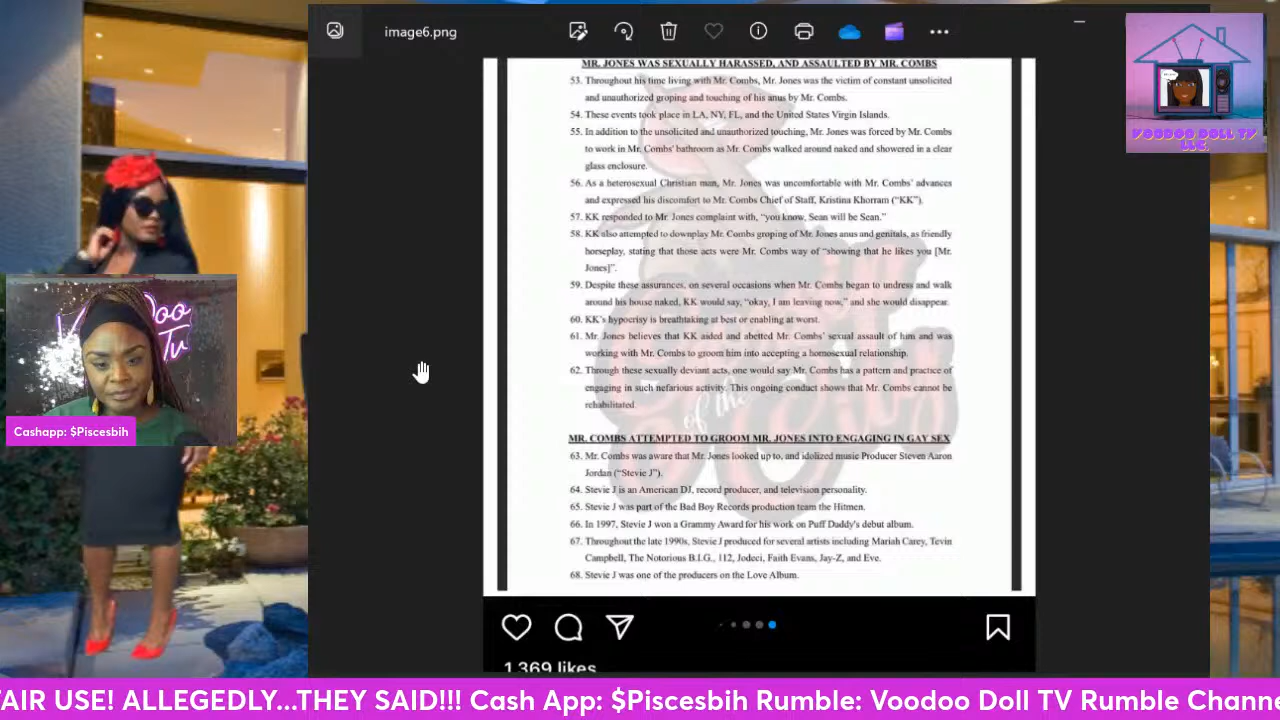 image6.png
MR. JONES WAS SEXUALLY HARASSED, AND ASSAULTED BY MR. COMBS
53. Throughout his time living with Mr. Combs, Mr. Jones was the victim of constant unsolicited
and unauthorized groping and touching of his anus by Mr. Combs.
54. These events took place in LA, NY, FL, and the United States Virgin Islands.
55. In addition to the unsolicited and unauthorized touching, Mr. Jones was forced by Mr. Combs
to work in Mr. Combs' bathroom as Mr. Combs walked around naked and showered in a clear
glass enclosure.
56. As a heterosexual Christian man, Mr. Jones was uncomfortable with Mr. Combs' advances
and expressed his discomfort to Mr. Combs Chief of Staff, Kristina Khorram ("KK").
57. KK responded to Mr. Jones complaint with, "you know, Sean will be Sean."
58. KK also attempted to downplay Mr. Combs groping of Mr. Jones anus and genitals, as friendly
horseplay, stating that those acts were Mr. Combs way of "showing that he likes you [Mr.
Jones]".
59. Despite these assurances, on several occasions when Mr. Combs began to undress and walk
around his house naked, KK would say, "okay, I am leaving now," and she would disappear.
60. KK's hypocrisy is breathtaking at best or enabling at worst.
61. Mr. Jones believes that KK aided and abetted Mr. Combs' sexual assault of him and was
working with Mr. Combs to groom him into accepting a homosexual relationship.
62. Through these sexually deviant acts, one would say Mr. Combs has a pattern and practice of
engaging in such nefarious activity. This ongoing conduct shows that Mr. Combs cannot be
rehabilitated.
MR. COMBS ATTEMPTED TO GROOM MR. JONES INTO ENGAGING IN GAY SEX
63. Mr. Combs was aware that Mr. Jones looked up to, and idolized music Producer Steven Aaron
Jordan ("Stevie J").
64. Stevie J is an American DJ, record producer, and television personality.
65. Stevie J was part of the Bad Boy Records production team the Hitmen.
66. In 1997, Stevie J won a Grammy Award for his work on Puff Daddy's debut album.
67. Throughout the late 1990s, Stevie J produced for several artists including Mariah Carey, Tevin
Campbell, The Notorious B.I.G., 112, Jodeci, Faith Evans, Jay-Z, and Eve.
68. Stevie J was one of the producers on the Love Album.
of the
1,369 likes
VOODOO DOLL TV
LLC.
oo
Tv
Cashapp: $Piscesbih
FAIR USE! ALLEGEDLY...THEY SAID!!! Cash App: $Piscesbih Rumble: Voodoo Doll TV Rumble Channe